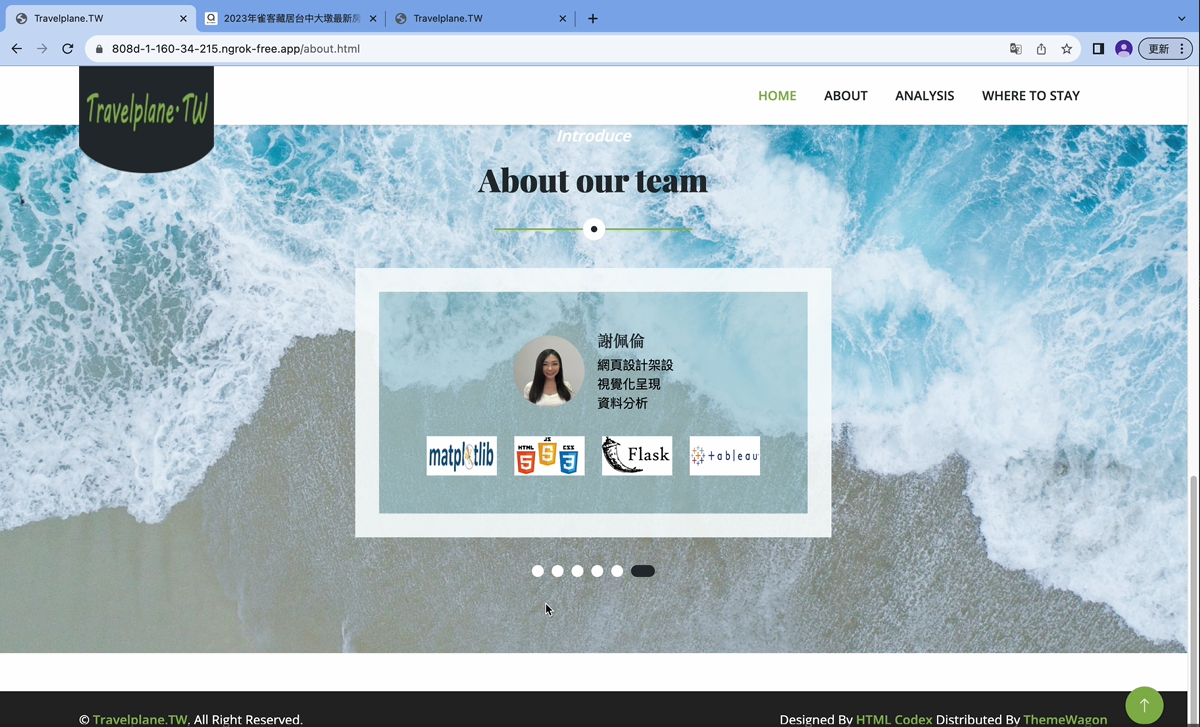 Travelplane.TW
2023年雀客藏居台中大墩最新房
Travelplane.TW
808d-1-160-34-215.ngrok-free.app/about.html
更新
Travelplane·TW
HOME
ABOUT
ANALYSIS
WHERE TO STAY
Introduce
About our team
謝佩倫
網頁設計架設
視覺化呈現
資料分析
matplotlib
HTML
5
JS
5
CSS
3
Flask
+ableau
© Travelplane.TW. All Right Reserved.
Designed By HTML Codex Distributed By ThemeWagon